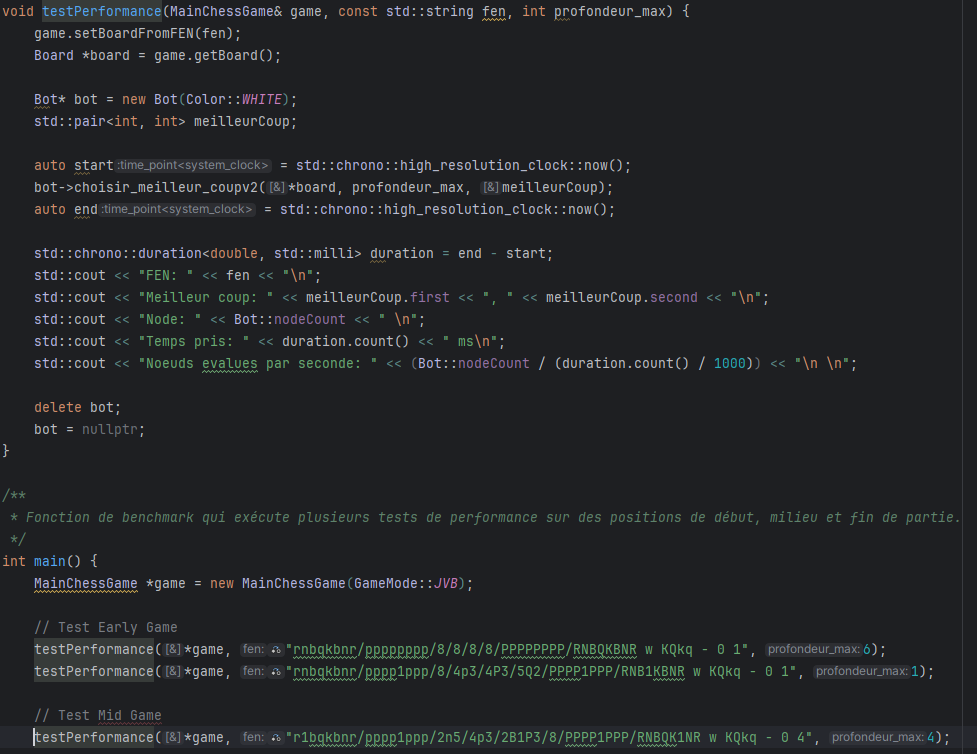 void testPerformance(MainChessGame& game, const std::string fen, int profondeur_max) {
game.setBoardFromFEN(fen);
Board *board = game.getBoard();
Bot* bot = new Bot(Color::WHITE);
std::pair<int, int> meilleurCoup;
auto start :time_point<system_clock> = std::chrono::high_resolution_clock::now();
bot->choisir_meilleur_coupv2([&]*board, profondeur_max, [&]meilleurCoup);
auto end :time_point<system_clock> = std::chrono::high_resolution_clock::now();
std::chrono::duration<double, std::milli> duration = end - start;
std::cout << "FEN: " << fen << "\n";
std::cout << "Meilleur coup: " << meilleurCoup.first << ", " << meilleurCoup.second << "\n";
std::cout << "Node: " << Bot::nodeCount << " \n";
std::cout << "Temps pris: " << duration.count() << " ms\n";
std::cout << "Noeuds evalues par seconde: " << (Bot::nodeCount / (duration.count() / 1000)) << "\n \n";
delete bot;
bot = nullptr;
}
/**
* Fonction de benchmark qui exécute plusieurs tests de performance sur des positions de début, milieu et fin de partie.
*/
int main() {
MainChessGame *game = new MainChessGame(GameMode::JVB);
// Test Early Game
testPerformance([&]*game, fen: "rnbqkbnr/pppppppp/8/8/8/8/PPPPPPPP/RNBQKBNR w KQkq - 0 1", profondeur_max: 6);
testPerformance([&]*game, fen: "rnbqkbnr/pppp1ppp/8/4p3/4P3/5Q2/PPPP1PPP/RNB1KBNR w KQkq - 0 1", profondeur_max: 1);
// Test Mid Game
testPerformance([&]*game, fen: "r1bqkbnr/pppp1ppp/2n5/4p3/2B1P3/8/PPPP1PPP/RNBQK1NR w KQkq - 0 4", profondeur_max: 4);